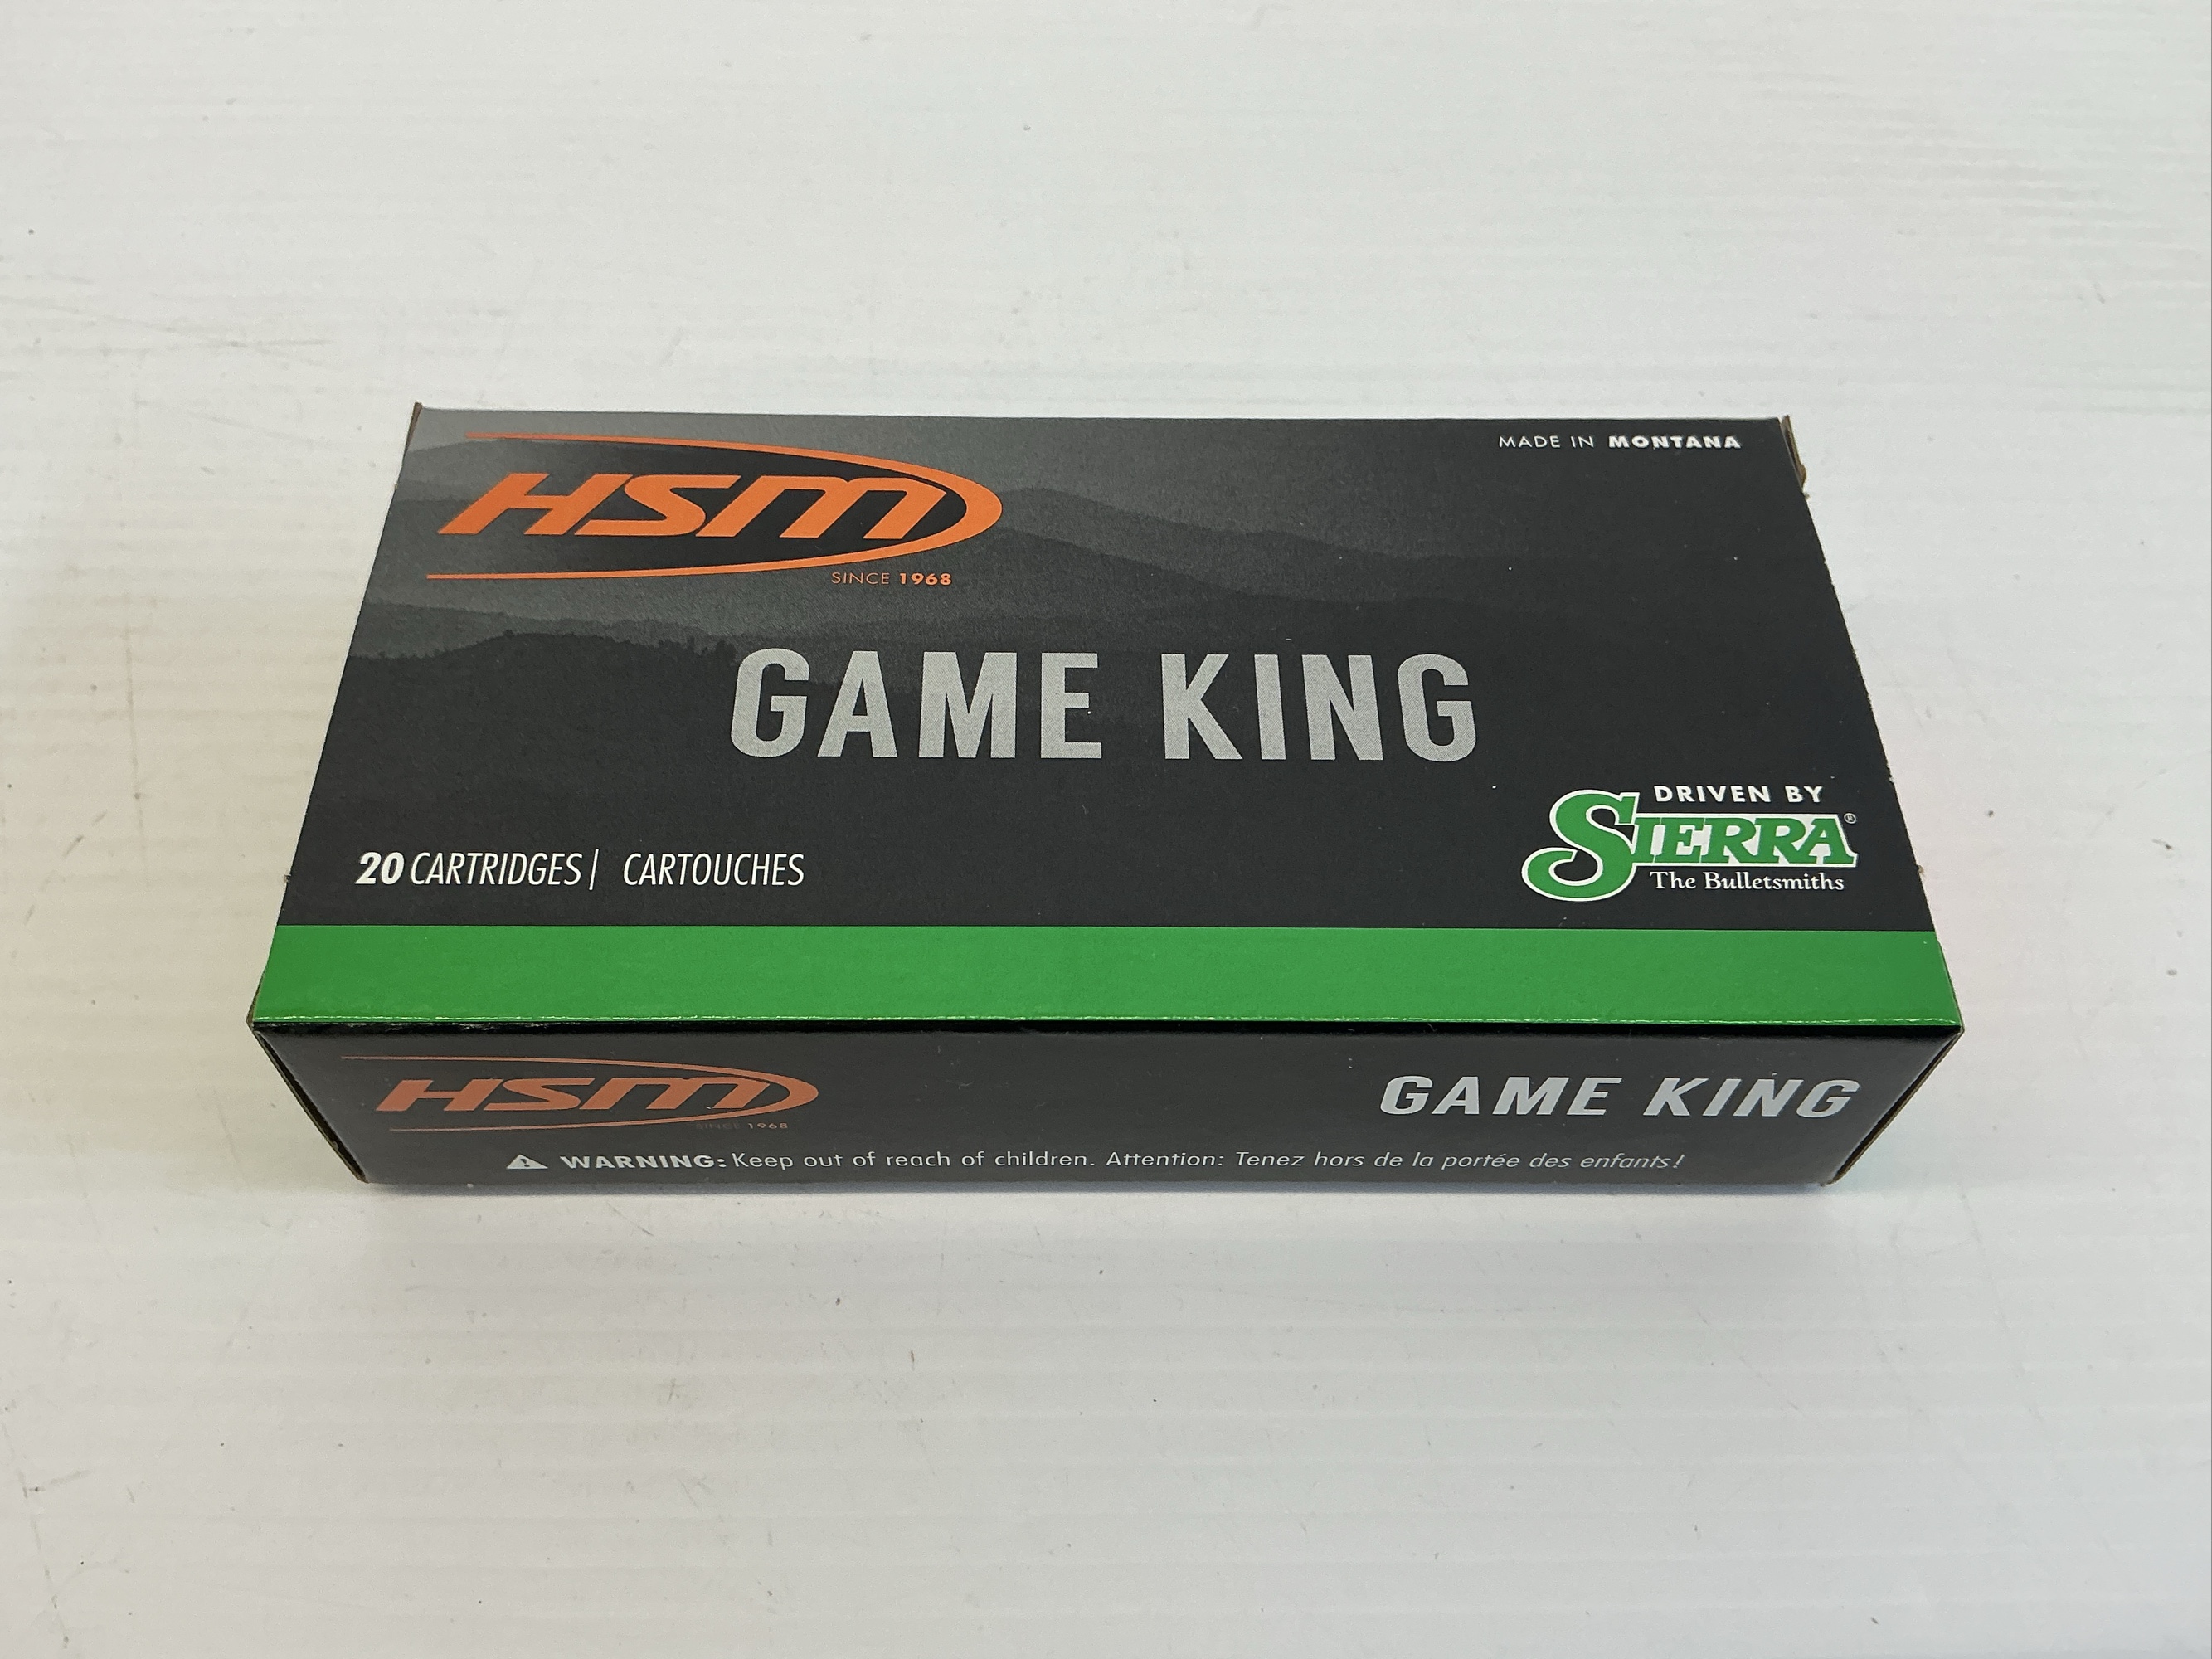 MADE IN MONTANA
HSM
SINCE 1968
GAME KING
DRIVEN BY
SIERRA®
The Bulletsmiths
20 CARTRIDGES | CARTOUCHES
HSM
SINCE 1968
GAME KING
WARNING: Keep out of reach of children. Attention: Tenez hors de la portée des enfants!